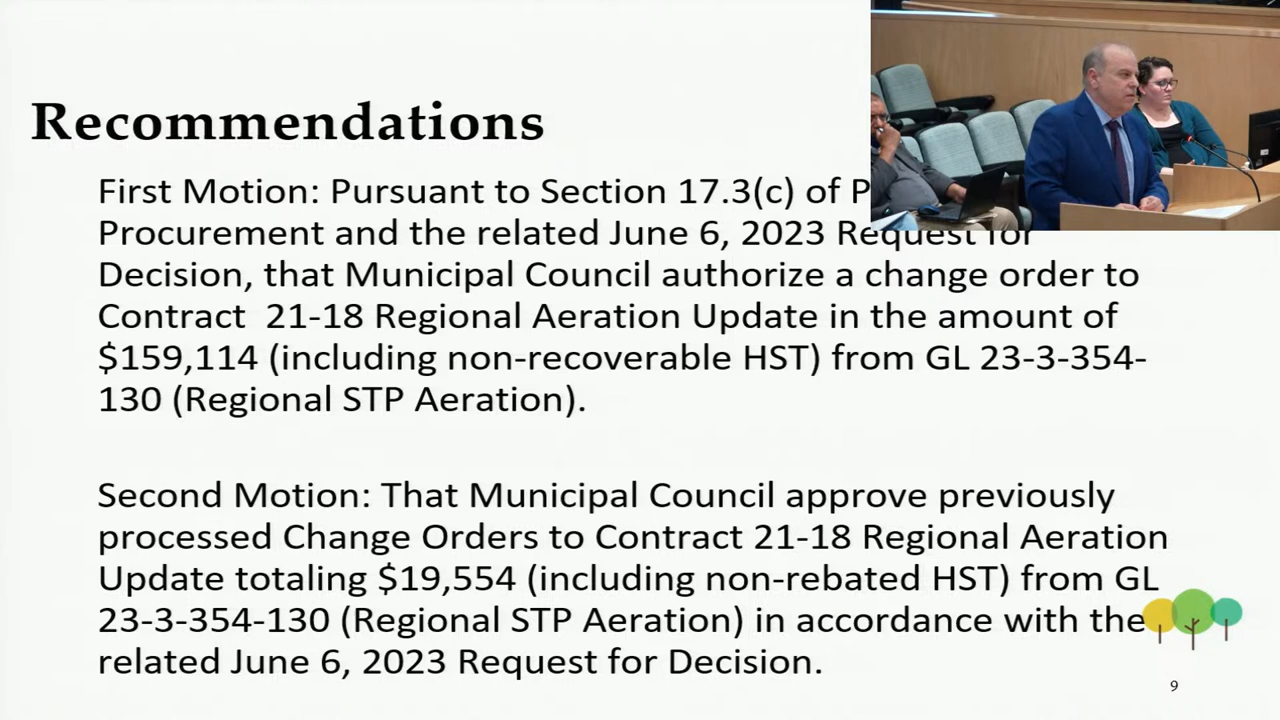 Recommendations
First Motion: Pursuant to Section 17.3(c) of
Procurement and the related June 6, 2023 Request for
Decision, that Municipal Council authorize a change order to
Contract 21-18 Regional Aeration Update in the amount of
$159,114 (including non-recoverable HST) from GL 23-3-354-
130 (Regional STP Aeration).
Second Motion: That Municipal Council approve previously
processed Change Orders to Contract 21-18 Regional Aeration
Update totaling $19,554 (including non-rebated HST) from GL
23-3-354-130 (Regional STP Aeration) in accordance with the
related June 6, 2023 Request for Decision.
9